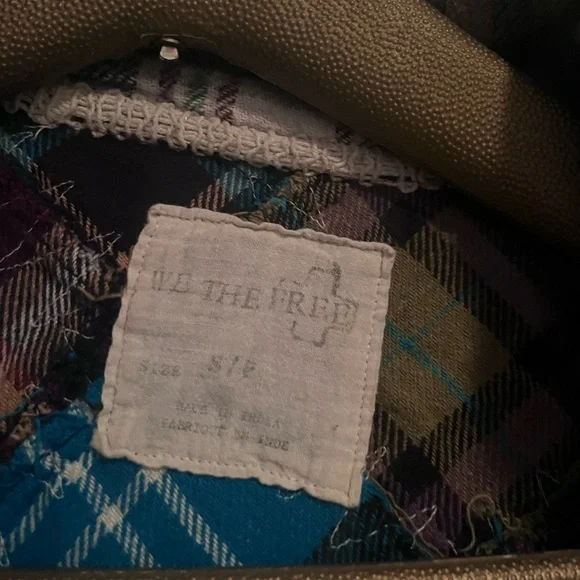 WE THE FREE
SIZE S/P
MADE IN INDIA
FABRIQUÉ EN INDE